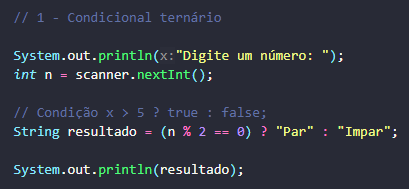 // 1 - Condicional ternário
System.out.println(x:"Digite um número: ");
int n = scanner.nextInt();
// Condição x > 5 ? true : false;
String resultado = (n % 2 == 0) ? "Par" : "Impar";
System.out.println(resultado);